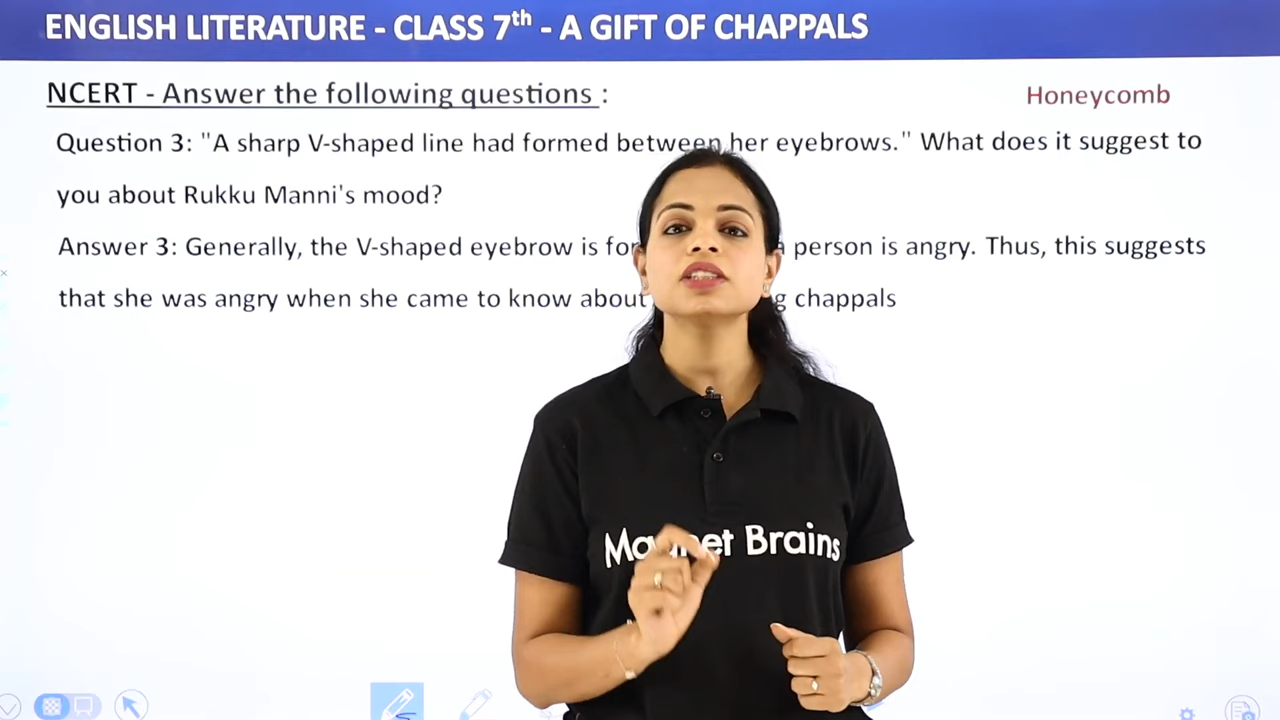 ENGLISH LITERATURE - CLASS 7th - A GIFT OF CHAPPALS
NCERT - Answer the following questions :
Honeycomb
Question 3: "A sharp V-shaped line had formed between her eyebrows." What does it suggest to
you about Rukku Manni's mood?
Answer 3: Generally, the V-shaped eyebrow is for person is angry. Thus, this suggests
that she was angry when she came to know about chappals
Magnet Brains